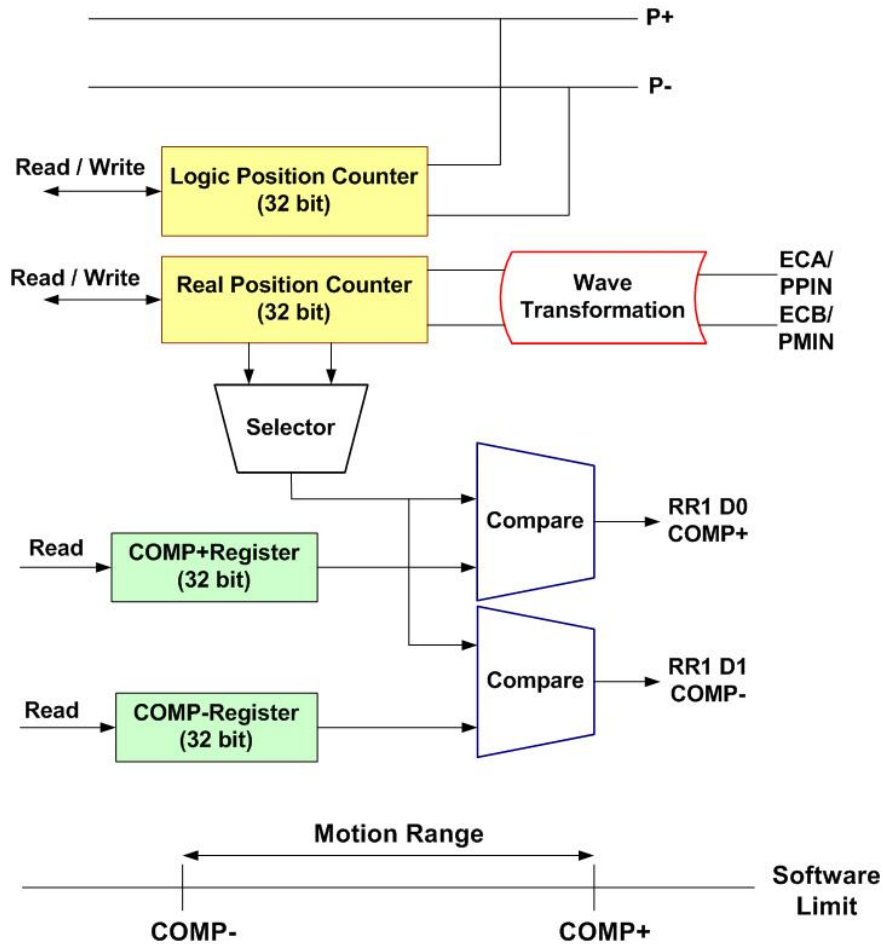 P+
P-
Read / Write
Logic Position Counter
(32 bit)
Read / Write
Real Position Counter
(32 bit)
Wave
Transformation
ECA/
PPIN
ECB/
PMIN
Selector
Compare
RR1 D0
COMP+
Read
COMP+Register
(32 bit)
Compare
RR1 D1
COMP-
Read
COMP-Register
(32 bit)
Motion Range
Software
Limit
COMP-
COMP+